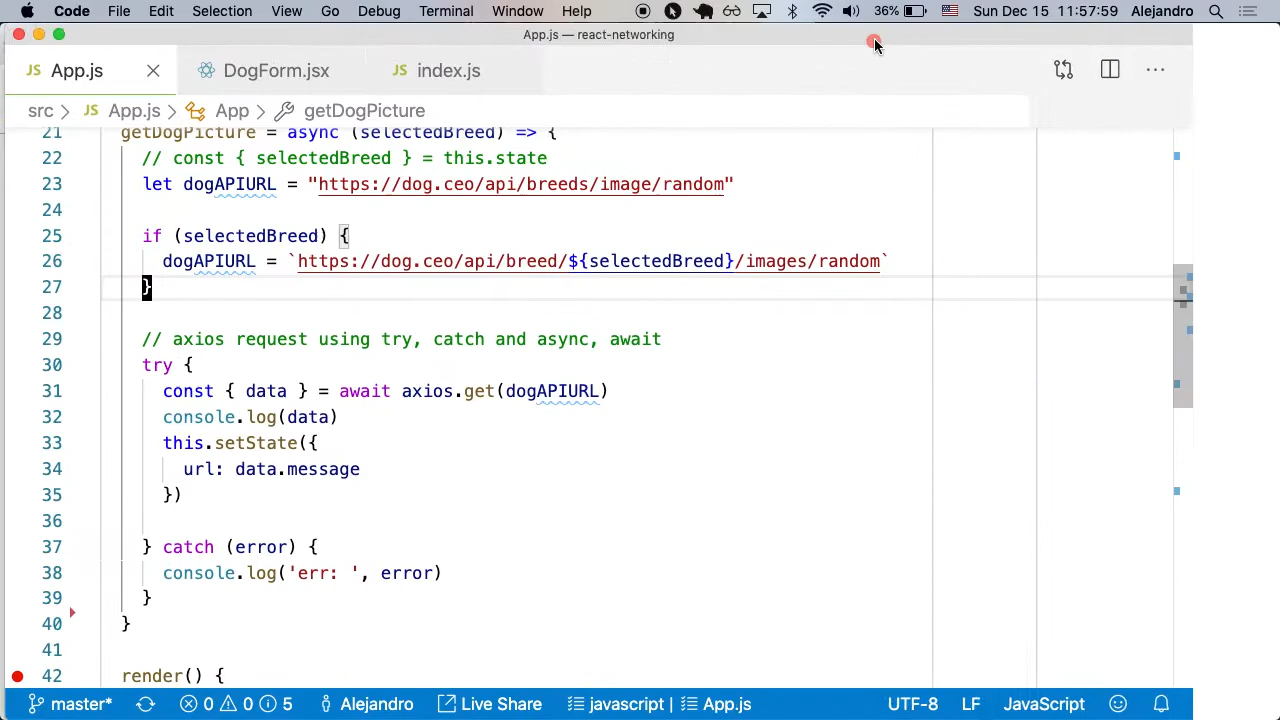 Code File Edit Selection View Go Debug Terminal Window Help 36% Sun Dec 15 11:57:59 Alejandro
App.js — react-networking
JS App.js DogForm.jsx JS index.js
src JS App.js App getDogPicture
21 getDogPicture = async (selectedBreed) => {
22 // const { selectedBreed } = this.state
23 let dogAPIURL = "https://dog.ceo/api/breeds/image/random"
24
25 if (selectedBreed) {
26 dogAPIURL = `https://dog.ceo/api/breed/${selectedBreed}/images/random`
27 }
28
29 // axios request using try, catch and async, await
30 try {
31 const { data } = await axios.get(dogAPIURL)
32 console.log(data)
33 this.setState({
34 url: data.message
35 })
36
37 } catch (error) {
38 console.log('err: ', error)
39 }
40 }
41
42 render() {
master* 0 0 5 Alejandro Live Share javascript | App.js UTF-8 LF JavaScript